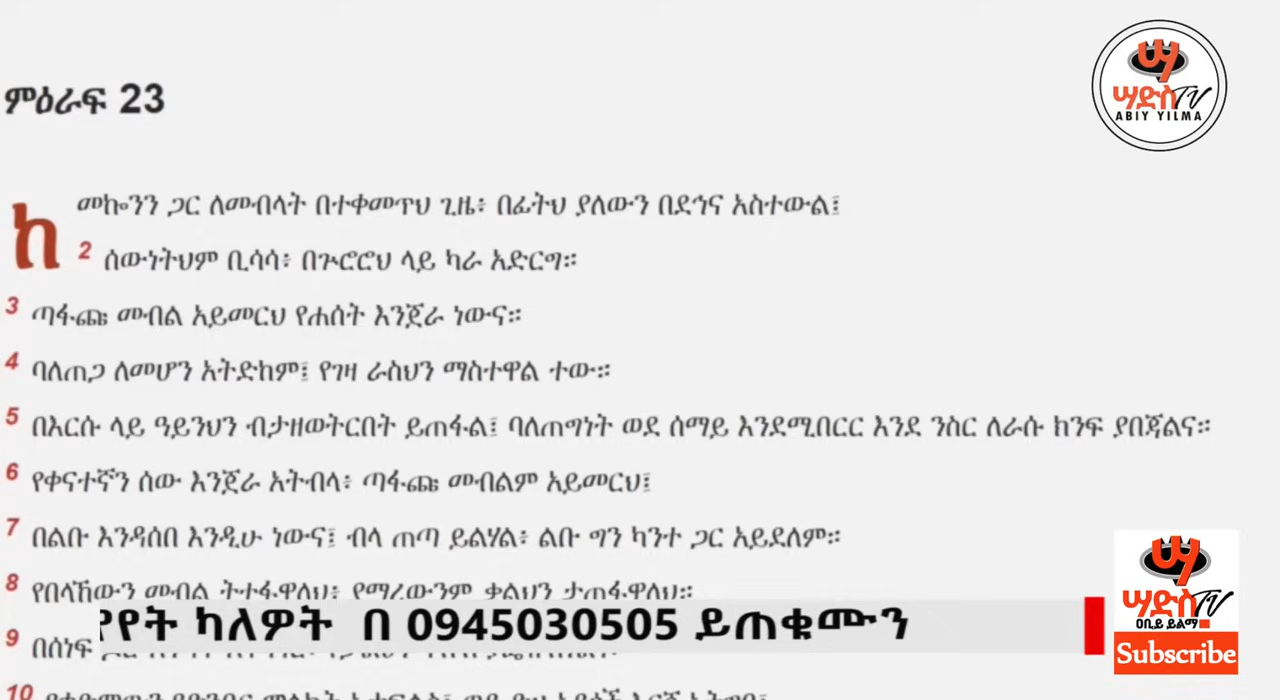 ሣድስTV
ABIY YILMA
ምዕራፍ 23
ከ መኰንን ጋር ለመብላት በተቀመጥህ ጊዜ፥ በፊትህ ያለውን በደኅና አስተውል፤
2 ሰውነትህም ቢሳሳ፥ በጕሮሮህ ላይ ካራ አድርግ።
3 ጣፋጩ መብል አይመርህ የሐሰት እንጀራ ነውና።
4 ባለጠጋ ለመሆን አትድከም፤ የገዛ ራስህን ማስተዋል ተው።
5 በእርሱ ላይ ዓይንህን ብታዘወትርበት ይጠፋል፤ ባለጠግነት ወደ ሰማይ እንደሚበርር እንደ ንስር ለራሱ ክንፍ ያበጃልና።
6 የቀናተኛን ሰው እንጀራ አትብላ፥ ጣፋጩ መብልም አይመርህ፤
7 በልቡ እንዳሰበ እንዲሁ ነውና፤ ብላ ጠጣ ይልሃል፥ ልቡ ግን ካንተ ጋር አይደለም።
8 የበላኸውን መብል ትተፋዋለህ፥ የማረውንም ቃልህን ታጠፋዋለህ።
የት ካለዎት በ 0945030505 ይጠቁሙን
9 በሰነፍ
10
ሣድስTV
ዐቢይ ይልማ
Subscribe